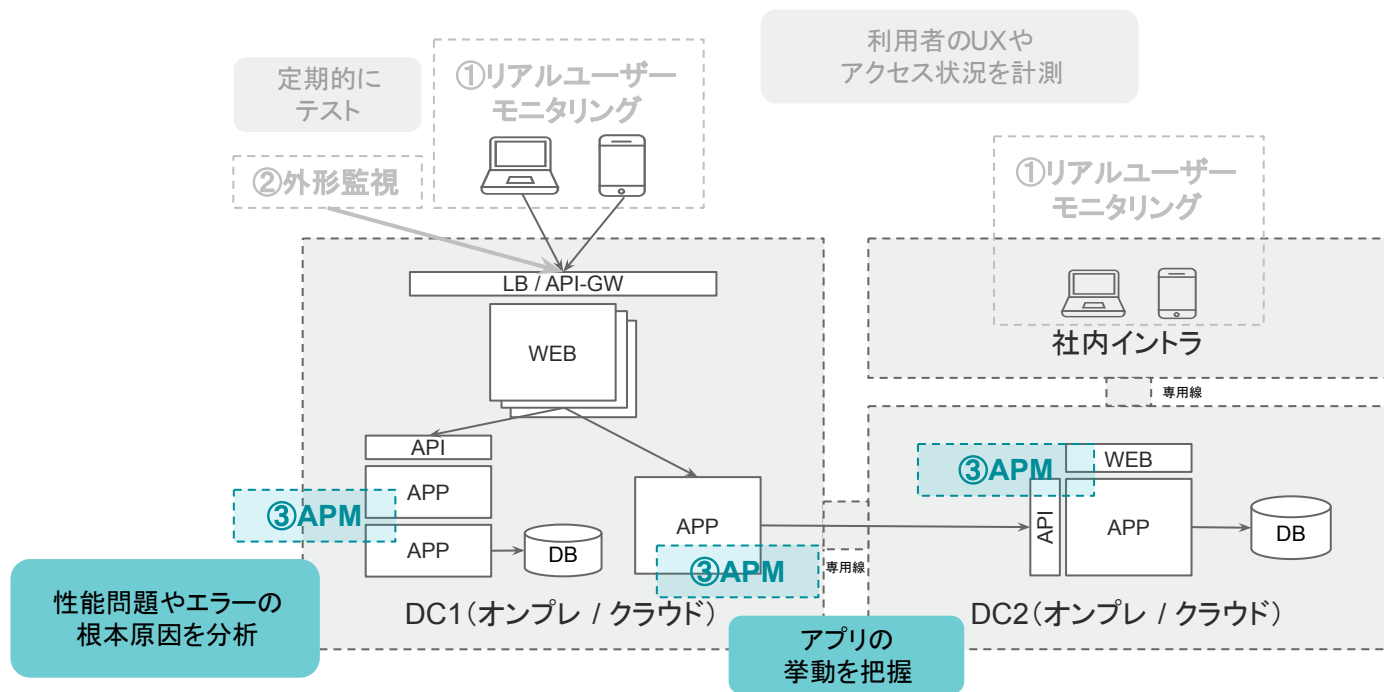 定期的に
テスト
①リアルユーザー
モニタリング
利用者のUXや
アクセス状況を計測
②外形監視
①リアルユーザー
モニタリング
LB / API-GW
WEB
社内イントラ
専用線
API
APP
③APM
APP
DB
APP
③APM
専用線
③APM
WEB
API
APP
DB
DC1(オンプレ / クラウド)
DC2(オンプレ / クラウド)
性能問題やエラーの
根本原因を分析
アプリの
挙動を把握